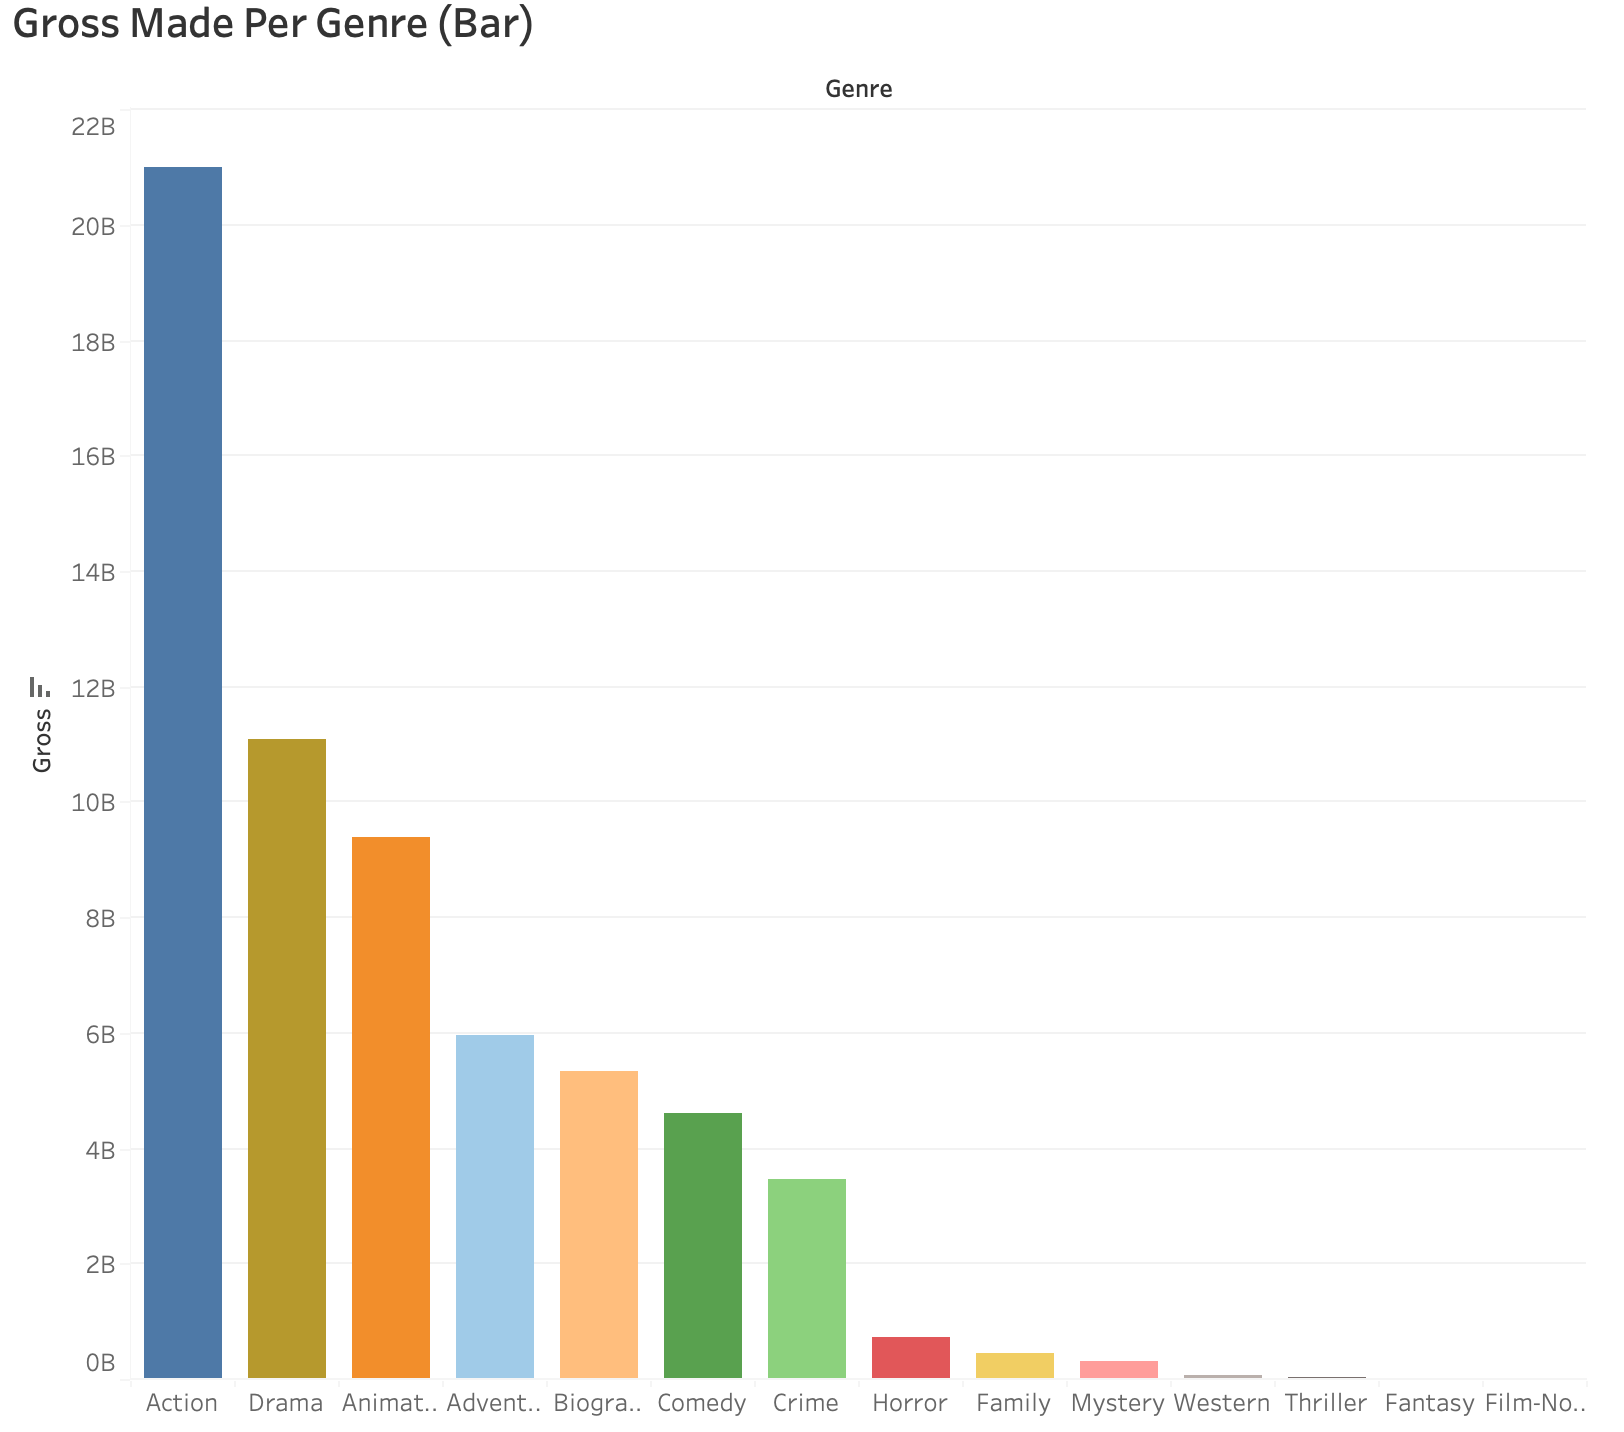 Gross Made Per Genre (Bar)
Genre
22B
20B
18B
16B
14B
12B
10B
8B
6B
4B
2B
0B
Gross
Action Drama Animat.. Advent.. Biogra.. Comedy Crime Horror Family Mystery Western Thriller Fantasy Film-No..